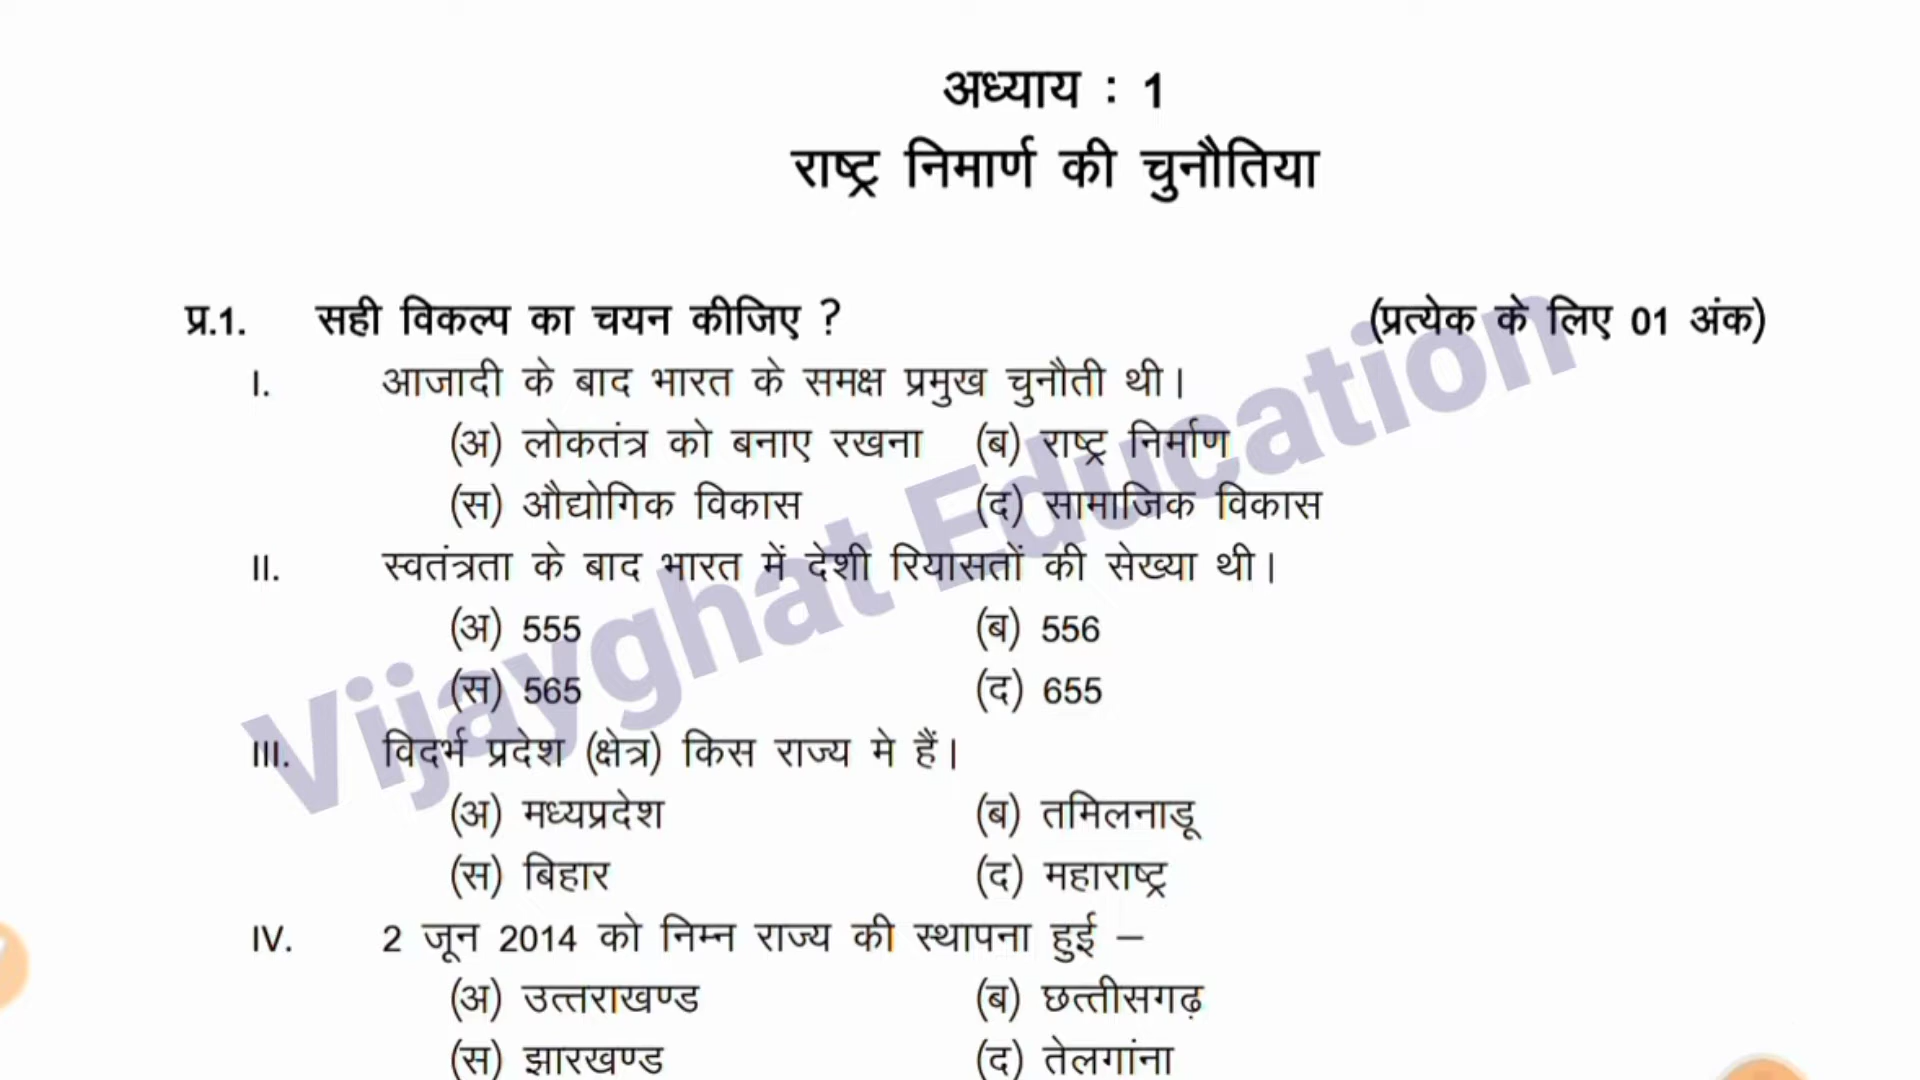 अध्याय : 1
राष्ट्र निमार्ण की चुनौतिया
प्र.1. सही विकल्प का चयन कीजिए ? (प्रत्येक के लिए 01 अंक)
I. आजादी के बाद भारत के समक्ष प्रमुख चुनौती थी।
(अ) लोकतंत्र को बनाए रखना (ब) राष्ट्र निर्माण
(स) औद्योगिक विकास (द) सामाजिक विकास
II. स्वतंत्रता के बाद भारत में देशी रियासतों की सेख्या थी।
(अ) 555 (ब) 556
(स) 565 (द) 655
III. विदर्भ प्रदेश (क्षेत्र) किस राज्य मे हैं।
(अ) मध्यप्रदेश (ब) तमिलनाडू
(स) बिहार (द) महाराष्ट्र
IV. 2 जून 2014 को निम्न राज्य की स्थापना हुई –
(अ) उत्तराखण्ड (ब) छत्तीसगढ़
(स) झारखण्ड (द) तेलगांना
Vijayghat Education